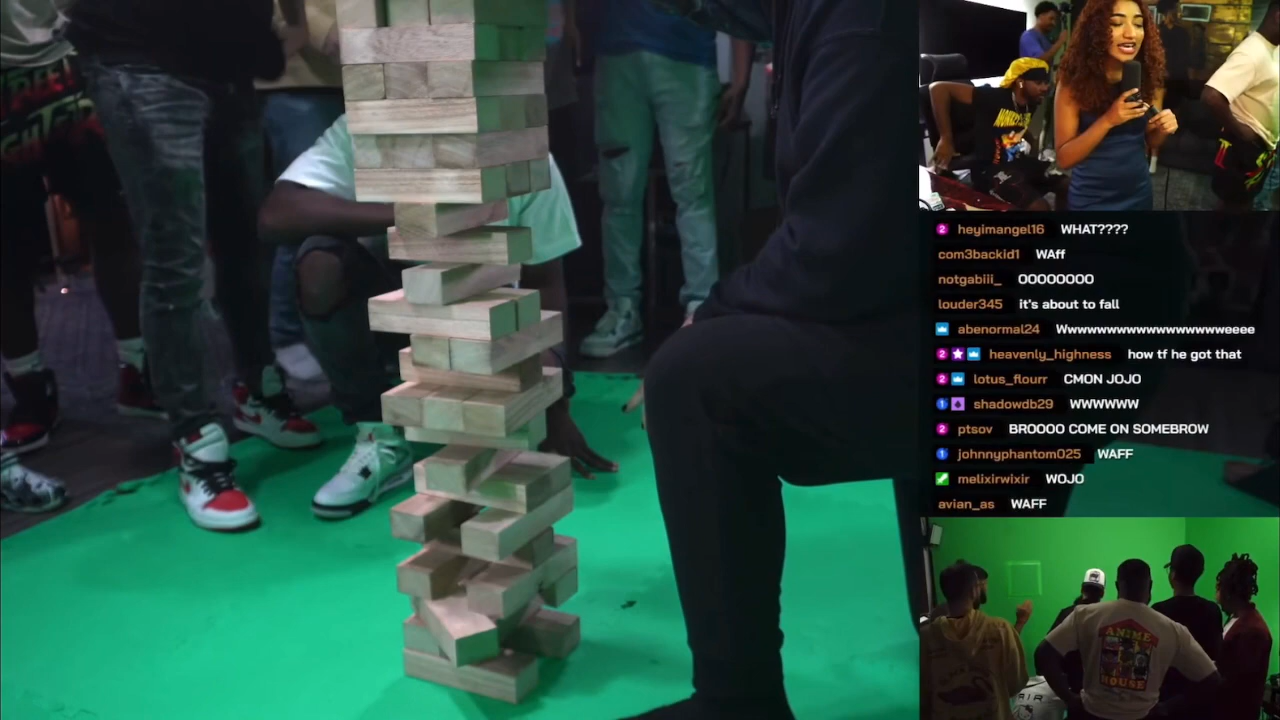 heyimangel16 WHAT????
com3backid1 WAff
notgabiii_ OOOOOOOO
louder345 it's about to fall
abenormal24 Wwwwwwwwwwwwwwwwwweeee
heavenly_highness how tf he got that
lotus_flourr CMON JOJO
shadowdb29 WWWWWW
ptsov BROOOO COME ON SOMEBROW
johnnyphantom025 WAFF
melixirwixir WOJO
avian_as WAFF
ANIME
HOUSE